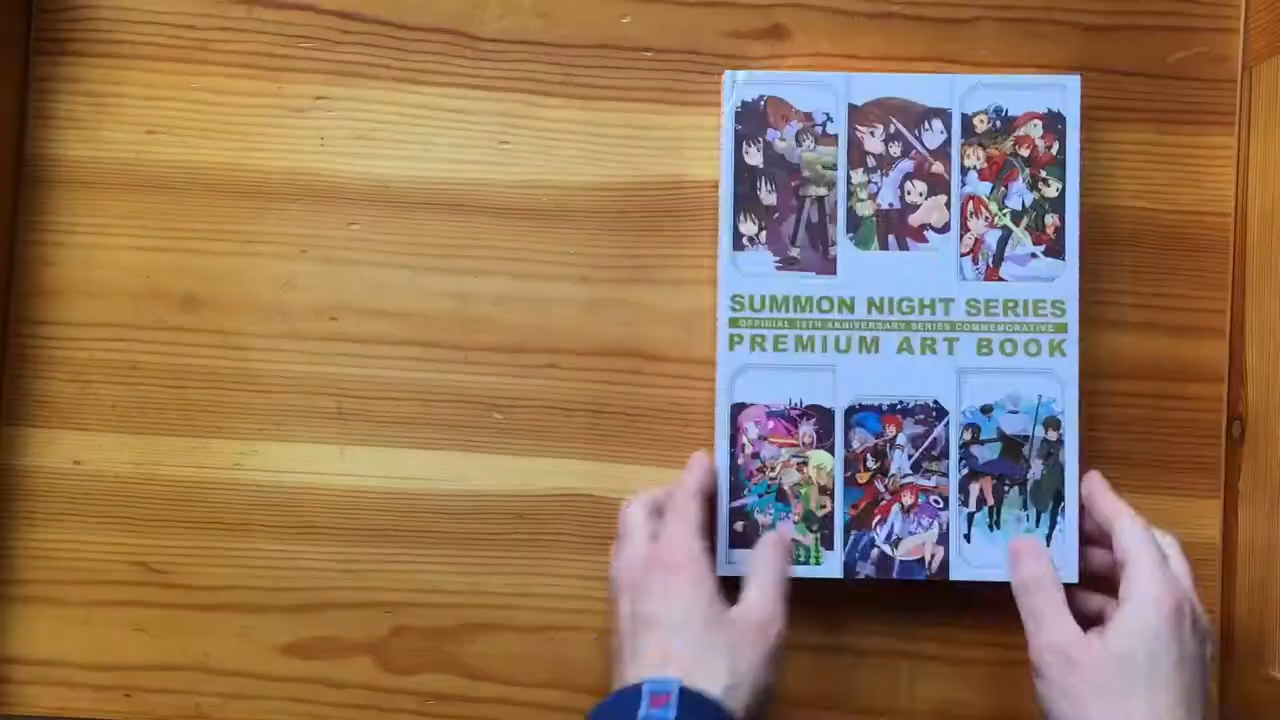 SUMMON NIGHT SERIES
OFFICIAL 15TH ANNIVERSARY SERIES COMMEMORATIVE
PREMIUM ART BOOK